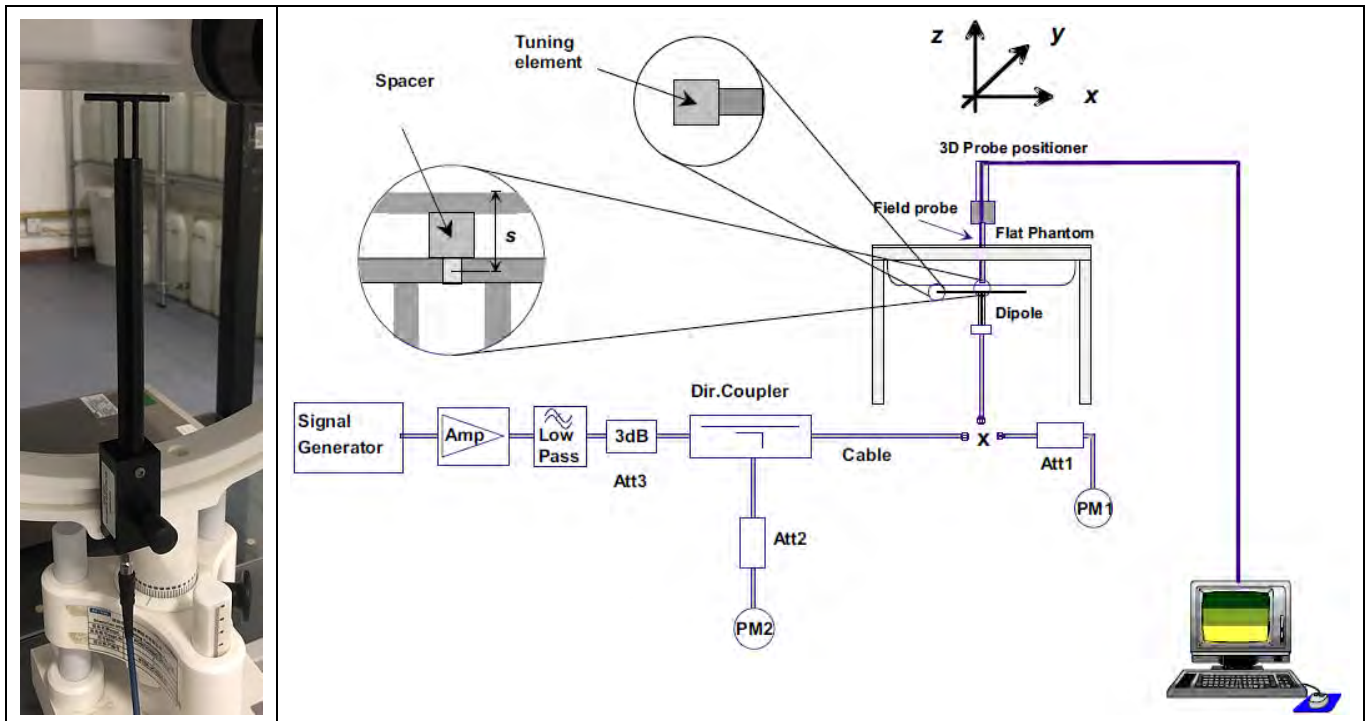 Tuning
element
Spacer
s
z
y
x
3D Probe positioner
Field probe
Flat Phantom
Dipole
Dir.Coupler
Signal
Generator
Amp
Low
Pass
3dB
Att3
Cable
x
Att1
PM1
Att2
PM2